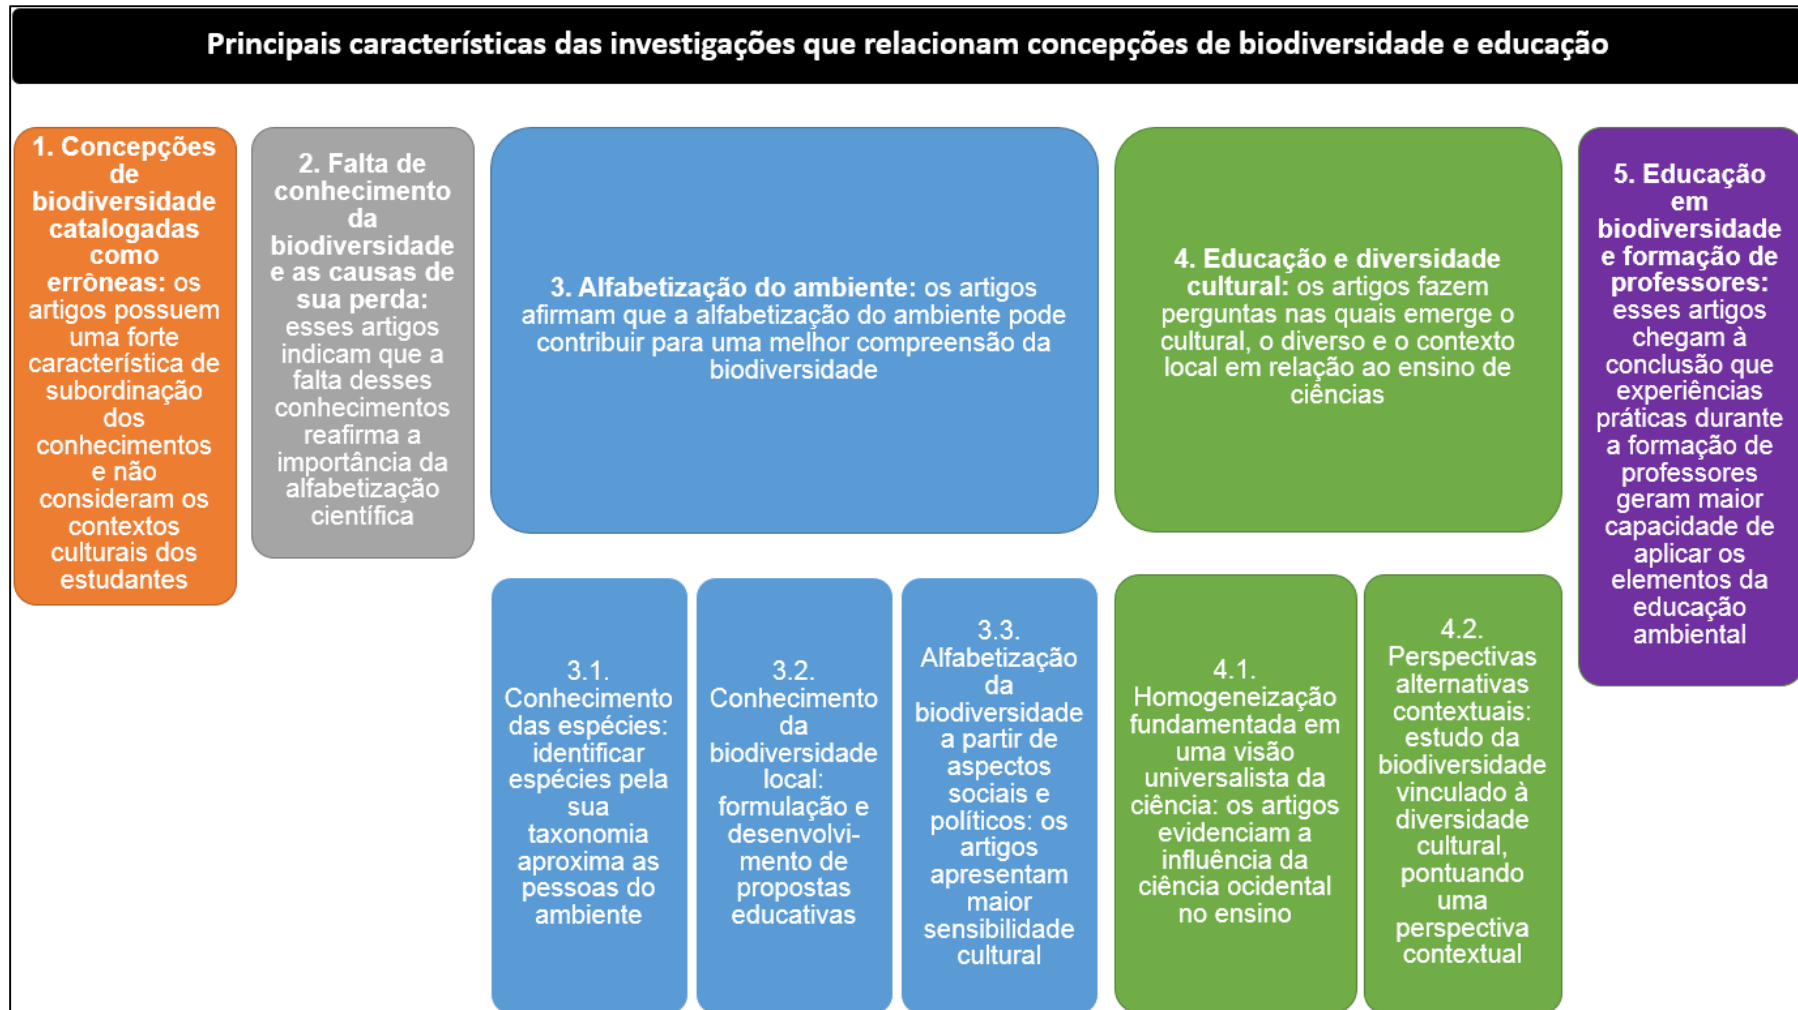 Principais características das investigações que relacionam concepções de biodiversidade e educação
1. Concepções
de
biodiversidade
catalogadas
como
errôneas: os
artigos possuem
uma forte
característica de
subordinação
dos
conhecimentos
e não
consideram os
contextos
culturais dos
estudantes
2. Falta de
conhecimento
da
biodiversidade
e as causas de
sua perda:
esses artigos
indicam que a
falta desses
conhecimentos
reafirma a
importância da
alfabetização
científica
3. Alfabetização do ambiente: os artigos
afirmam que a alfabetização do ambiente pode
contribuir para uma melhor compreensão da
biodiversidade
3.1.
Conhecimento
das espécies:
identificar
espécies pela
sua
taxonomia
aproxima as
pessoas do
ambiente
3.2.
Conhecimento
da
biodiversidade
local:
formulação e
desenvolvi-
mento de
propostas
educativas
3.3.
Alfabetização
da
biodiversidade
a partir de
aspectos
sociais e
políticos: os
artigos
apresentam
maior
sensibilidade
cultural
4. Educação e diversidade
cultural: os artigos fazem
perguntas nas quais emerge o
cultural, o diverso e o contexto
local em relação ao ensino de
ciências
4.1.
Homogeneização
fundamentada em
uma visão
universalista da
ciência: os artigos
evidenciam a
influência da
ciência ocidental
no ensino
4.2.
Perspectivas
alternativas
contextuais:
estudo da
biodiversidade
vinculado à
diversidade
cultural,
pontuando
uma
perspectiva
contextual
5. Educação
em
biodiversidade
e formação de
professores:
esses artigos
chegam à
conclusão que
experiências
práticas durante
a formação de
professores
geram maior
capacidade de
aplicar os
elementos da
educação
ambiental